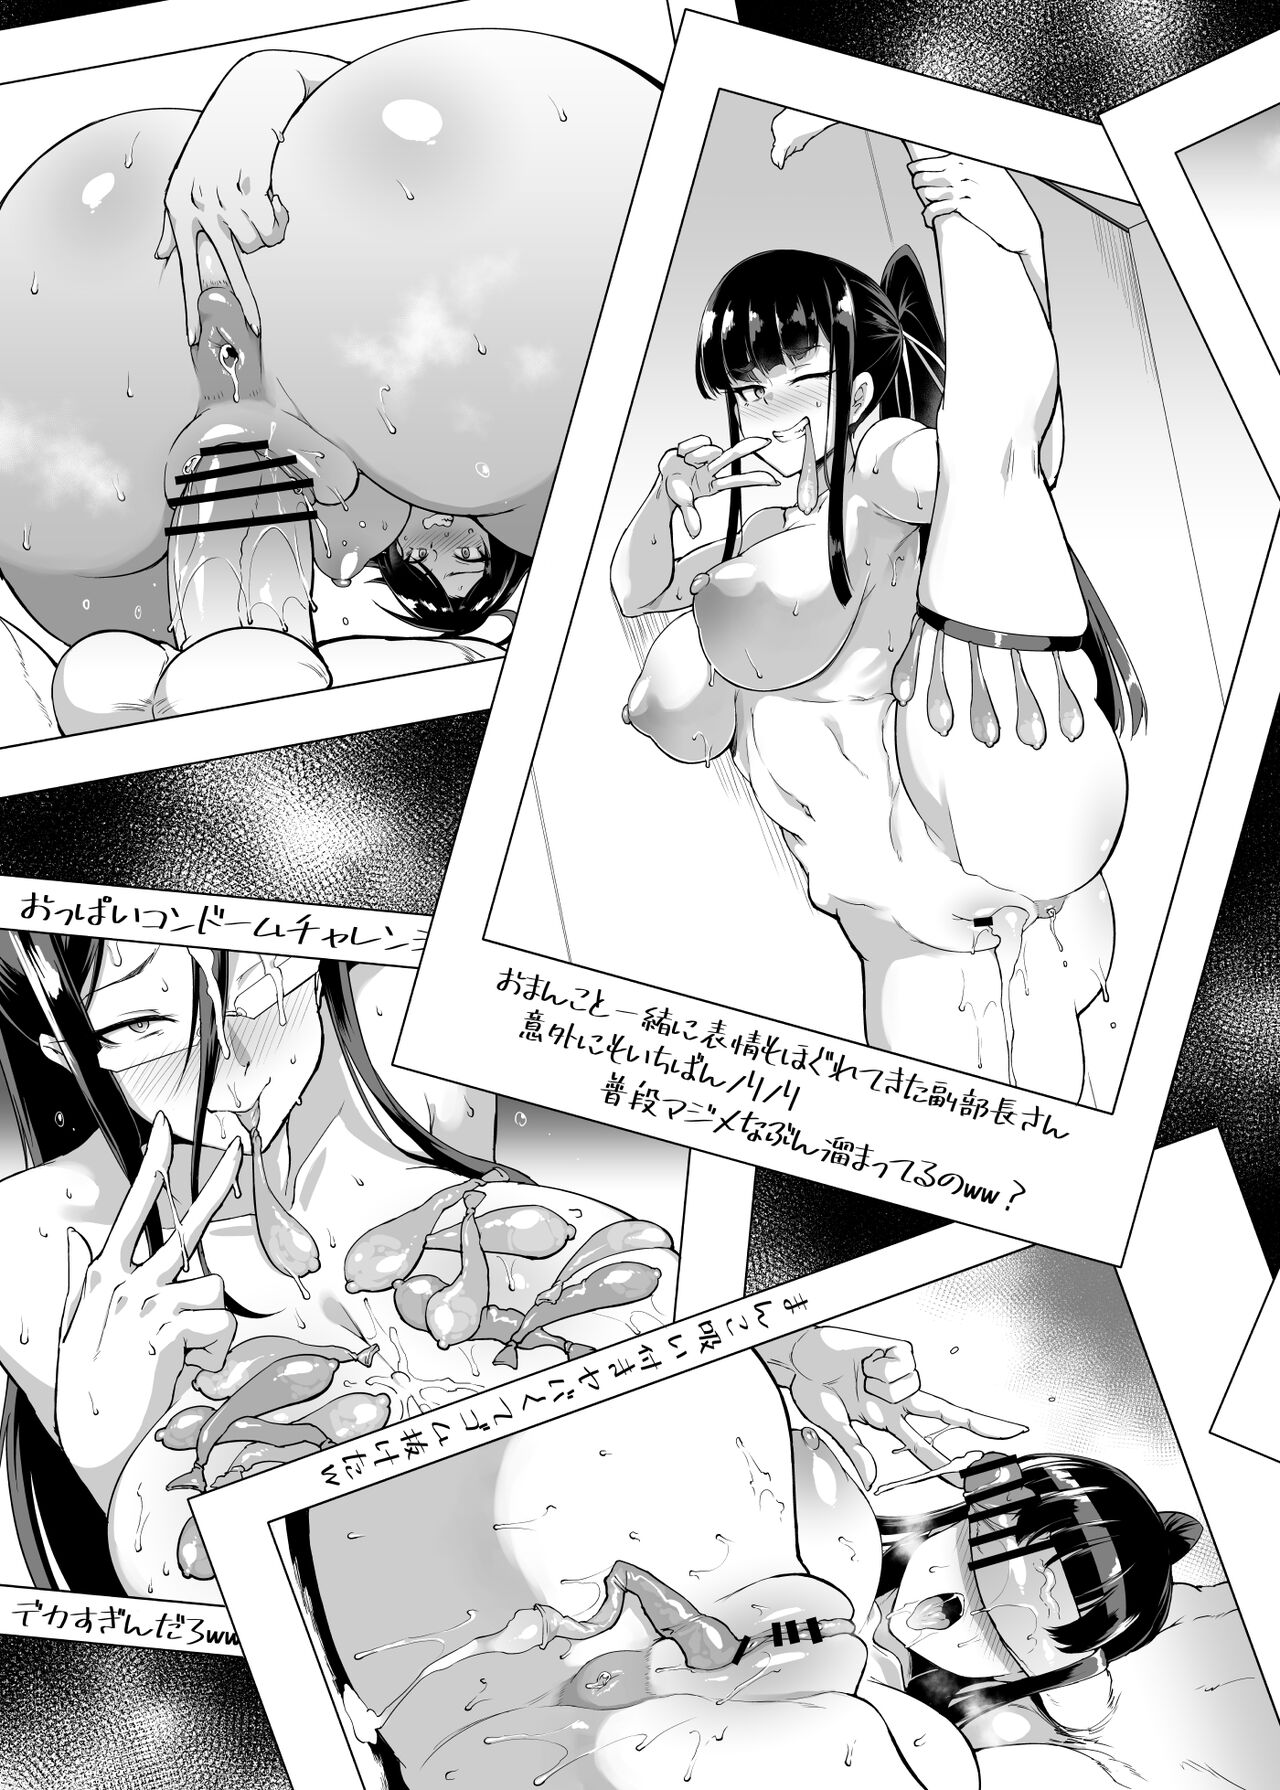 おまんこと一緒に表情もほぐれてきた副部長さん
意外にもいちばんノリノリ
普段マジメなぶん溜まってるのww?
おっぱいコンドームチャレンジ
デカすぎんだろww
まんこ吸い付きやばくてゴム抜けたw